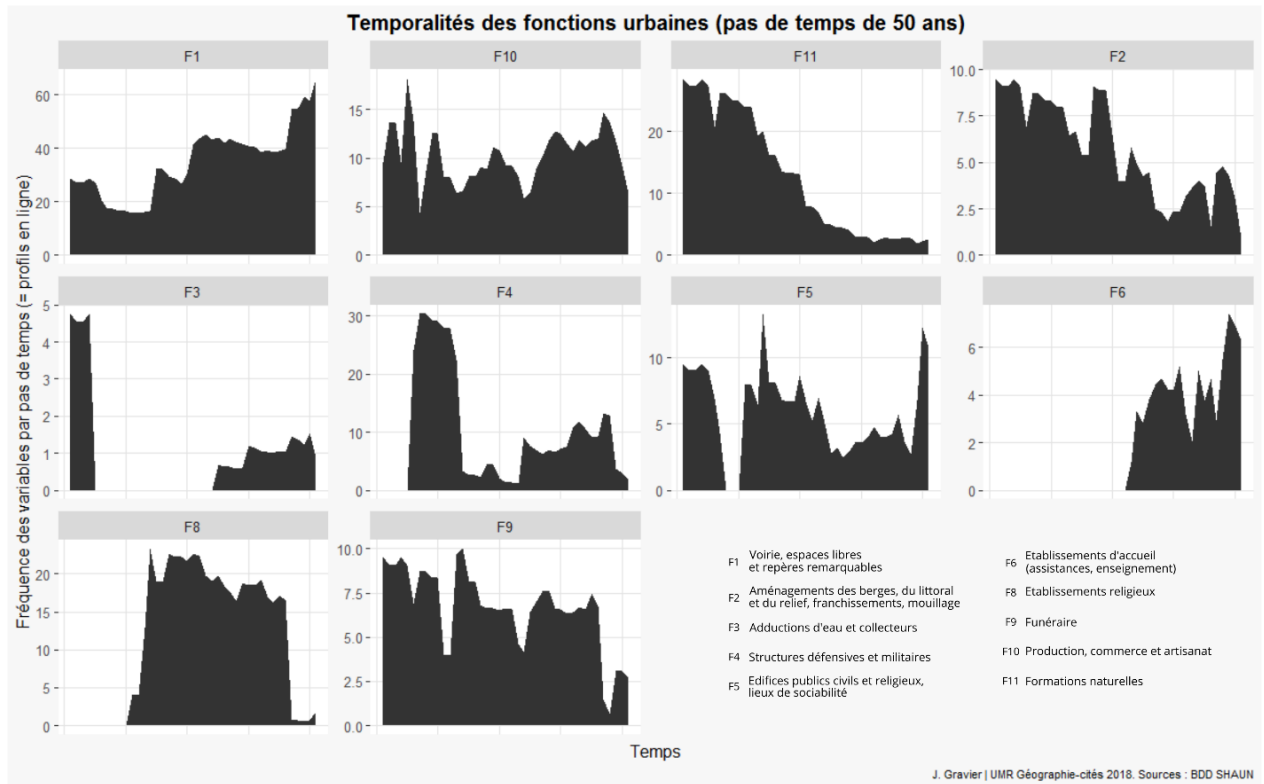 Temporalités des fonctions urbaines (pas de temps de 50 ans)
Fréquence des variables par pas de temps (= profils en ligne)
F1
60
40
20
0
F10
15
10
5
0
F11
20
10
0
F2
10.0
7.5
5.0
2.5
0.0
F3
5
4
3
2
1
0
F4
30
20
10
0
F5
10
5
0
F6
6
4
2
0
F8
20
15
10
5
0
F9
10.0
7.5
5.0
2.5
0.0
F1 Voirie, espaces libres
et repères remarquables
F2 Aménagements des berges, du littoral
et du relief, franchissements, mouillage
F3 Adductions d'eau et collecteurs
F4 Structures défensives et militaires
F5 Edifices publics civils et religieux,
lieux de sociabilité
F6 Etablissements d'accueil
(assistances, enseignement)
F8 Etablissements religieux
F9 Funéraire
F10 Production, commerce et artisanat
F11 Formations naturelles
Temps
J. Gravier | UMR Géographie-cités 2018. Sources : BDD SHAUN